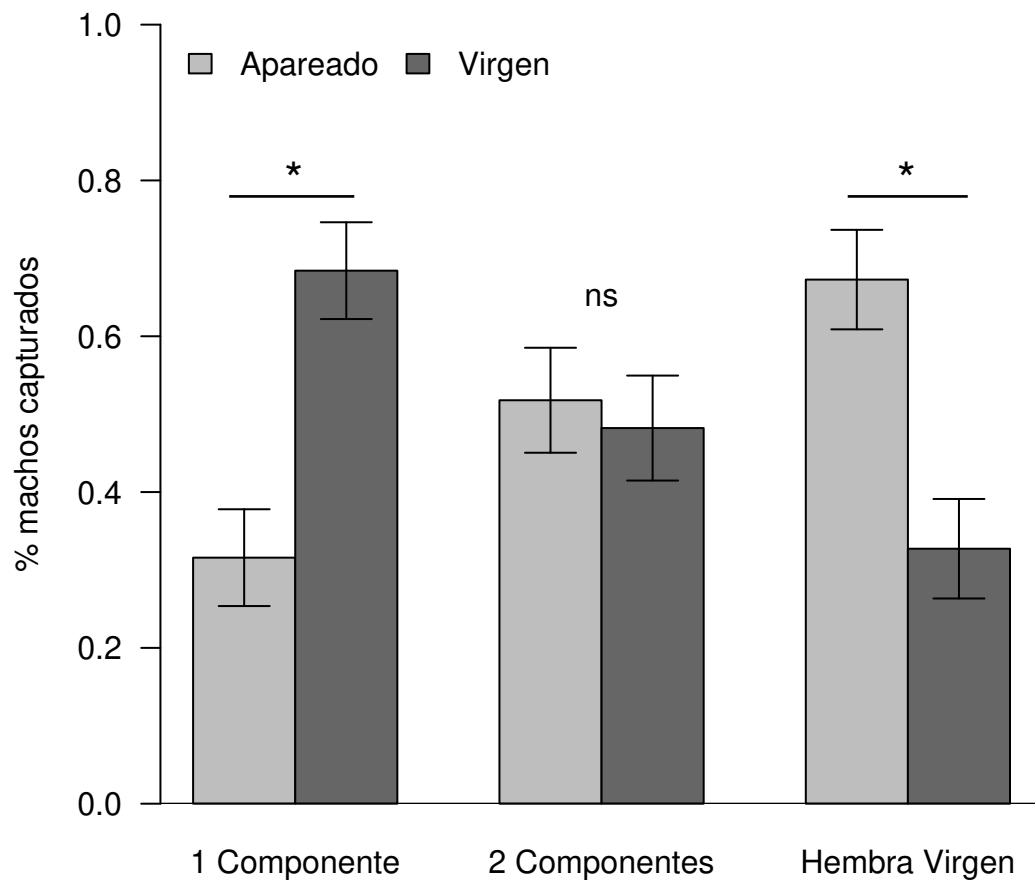 1.0
Apareado Virgen
0.8
* *
% machos capturados
ns
0.6
0.4
0.2
0.0
1 Componente 2 Componentes Hembra Virgen